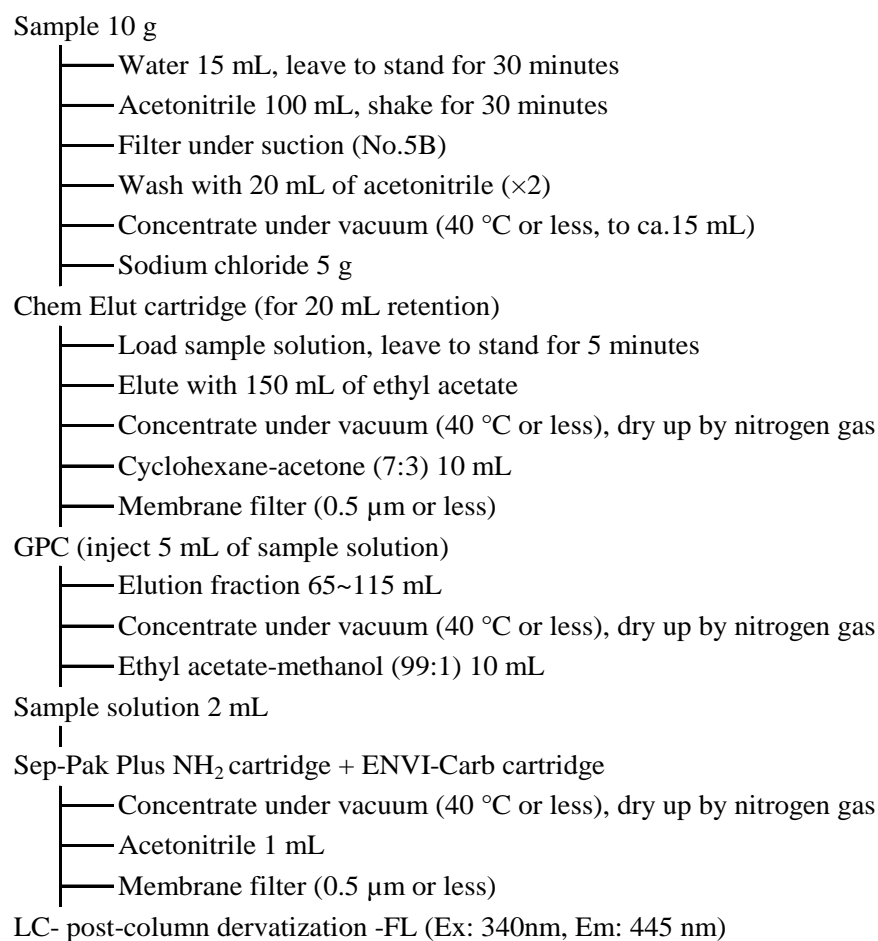 Sample 10 g
Water 15 mL, leave to stand for 30 minutes
Acetonitrile 100 mL, shake for 30 minutes
Filter under suction (No.5B)
Wash with 20 mL of acetonitrile (×2)
Concentrate under vacuum (40 °C or less, to ca.15 mL)
Sodium chloride 5 g
Chem Elut cartridge (for 20 mL retention)
Load sample solution, leave to stand for 5 minutes
Elute with 150 mL of ethyl acetate
Concentrate under vacuum (40 °C or less), dry up by nitrogen gas
Cyclohexane-acetone (7:3) 10 mL
Membrane filter (0.5 µm or less)
GPC (inject 5 mL of sample solution)
Elution fraction 65~115 mL
Concentrate under vacuum (40 °C or less), dry up by nitrogen gas
Ethyl acetate-methanol (99:1) 10 mL
Sample solution 2 mL
Sep-Pak Plus NH₂ cartridge + ENVI-Carb cartridge
Concentrate under vacuum (40 °C or less), dry up by nitrogen gas
Acetonitrile 1 mL
Membrane filter (0.5 µm or less)
LC- post-column dervatization -FL (Ex: 340nm, Em: 445 nm)